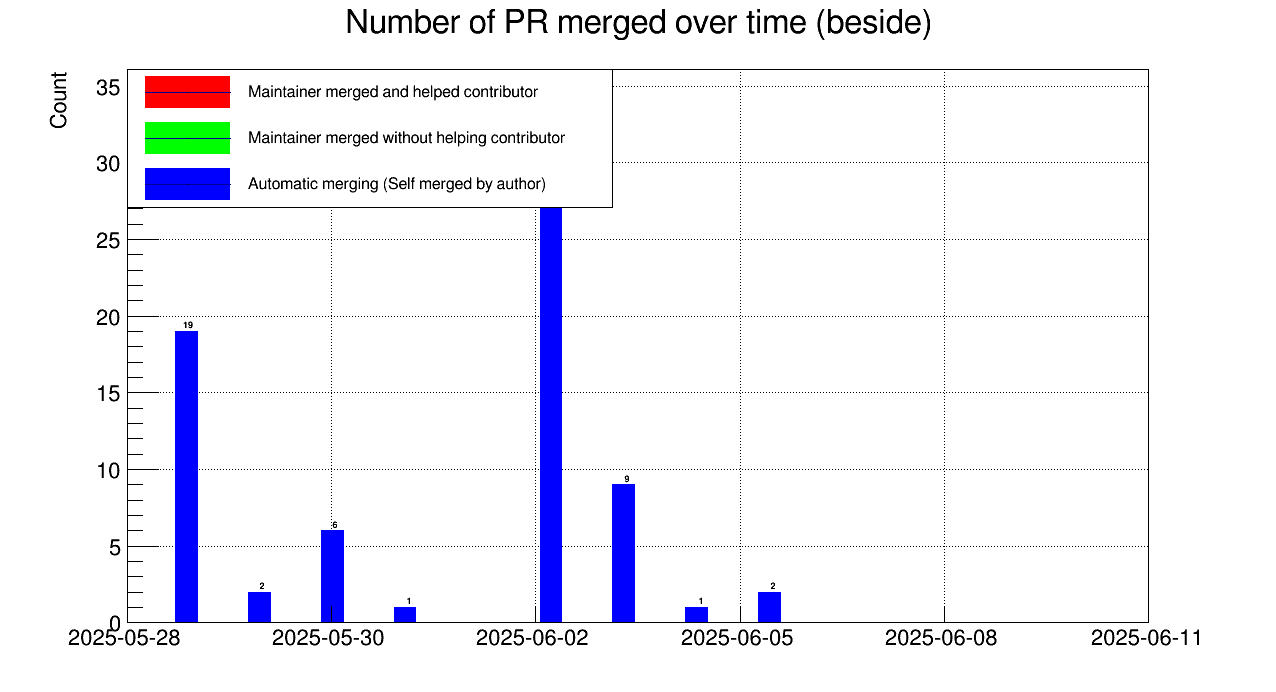 Number of PR merged over time (beside)
Count
35
30
25
20
15
10
5
0
Maintainer merged and helped contributor
Maintainer merged without helping contributor
Automatic merging (Self merged by author)
19
2
6
1
9
1
2
2025-05-28 2025-05-30 2025-06-02 2025-06-05 2025-06-08 2025-06-11